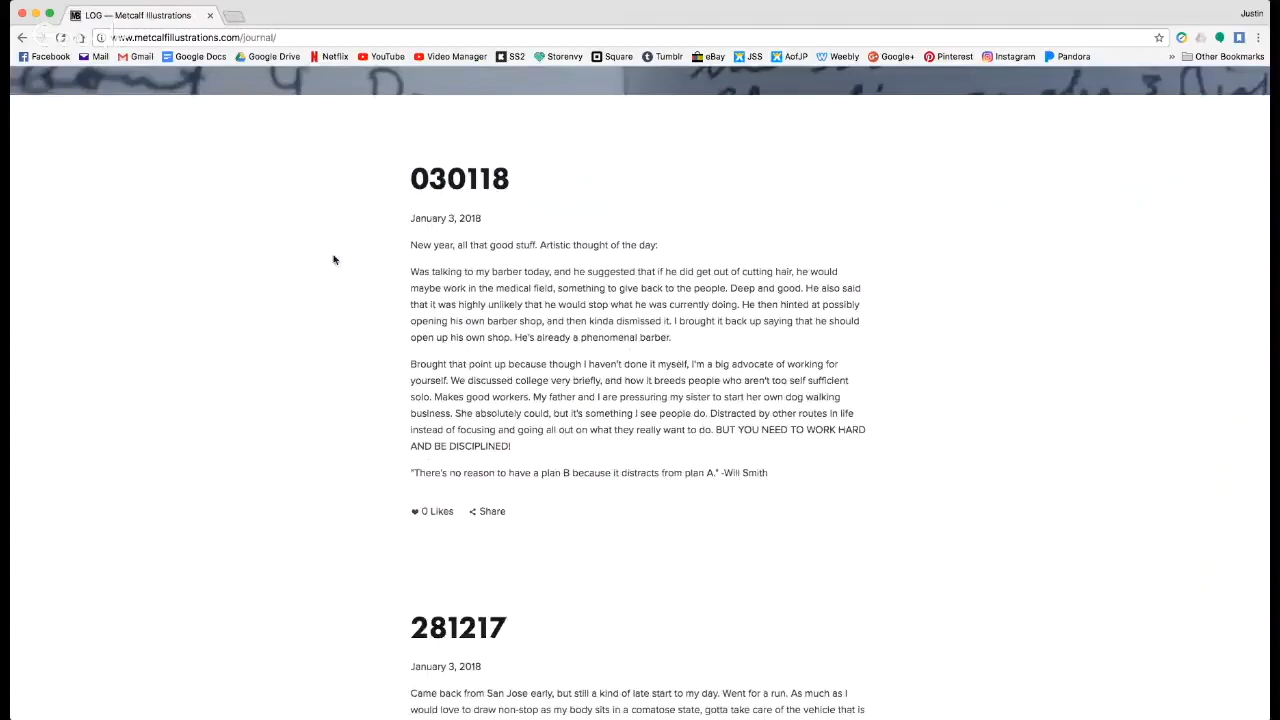 LOG — Metcalf Illustrations
Justin
www.metcalfillustrations.com/journal/
Facebook Mail Gmail Google Docs Google Drive Netflix YouTube Video Manager SS2 Storenvy Square Tumblr eBay JSS AofJP Weebly Google+ Pinterest Instagram Pandora » Other Bookmarks
030118
January 3, 2018
New year, all that good stuff. Artistic thought of the day:
Was talking to my barber today, and he suggested that if he did get out of cutting hair, he would
maybe work in the medical field, something to give back to the people. Deep and good. He also said
that it was highly unlikely that he would stop what he was currently doing. He then hinted at possibly
opening his own barber shop, and then kinda dismissed it. I brought it back up saying that he should
open up his own shop. He's already a phenomenal barber.
Brought that point up because though I haven't done it myself, I'm a big advocate of working for
yourself. We discussed college very briefly, and how it breeds people who aren't too self sufficient
solo. Makes good workers. My father and I are pressuring my sister to start her own dog walking
business. She absolutely could, but it's something I see people do. Distracted by other routes in life
instead of focusing and going all out on what they really want to do. BUT YOU NEED TO WORK HARD
AND BE DISCIPLINED!
"There's no reason to have a plan B because it distracts from plan A." -Will Smith
0 Likes Share
281217
January 3, 2018
Came back from San Jose early, but still a kind of late start to my day. Went for a run. As much as I
would love to draw non-stop as my body sits in a comatose state, gotta take care of the vehicle that is